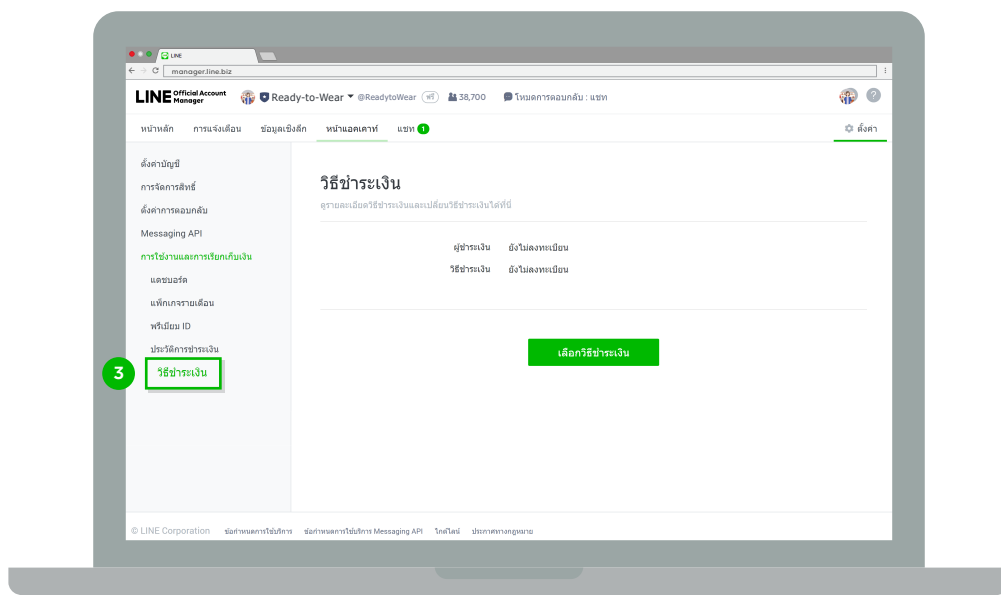 LINE
manager.line.biz
LINE Official Account Manager Ready-to-Wear @ReadytoWear ฟรี 38,700 โหมดการตอบกลับ : แชท ?
หน้าหลัก การแจ้งเตือน ข้อมูลเชิงลึก หน้าแอคเคาท์ แชท 1 ตั้งค่า
ตั้งค่าบัญชี
การจัดการสิทธิ์
ตั้งค่าการตอบกลับ
Messaging API
การใช้งานและการเรียกเก็บเงิน
แดชบอร์ด
แพ็กเกจรายเดือน
พรีเมียม ID
ประวัติการชำระเงิน
3 วิธีชำระเงิน
วิธีชำระเงิน
ดูรายละเอียดวิธีชำระเงินและเปลี่ยนวิธีชำระเงินได้ที่นี่
ผู้ชำระเงิน ยังไม่ลงทะเบียน
วิธีชำระเงิน ยังไม่ลงทะเบียน
เลือกวิธีชำระเงิน
© LINE Corporation ข้อกำหนดการใช้บริการ ข้อกำหนดการใช้บริการ Messaging API ไกด์ไลน์ ประกาศทางกฎหมาย